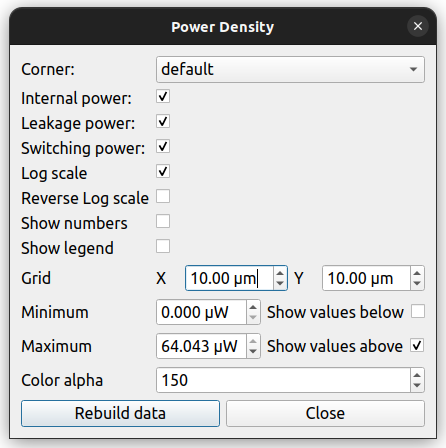 Power Density
Corner: default
Internal power:
Leakage power:
Switching power:
Log scale
Reverse Log scale
Show numbers
Show legend
Grid X 10.00 µm Y 10.00 µm
Minimum 0.000 µW Show values below
Maximum 64.043 µW Show values above
Color alpha 150
Rebuild data Close